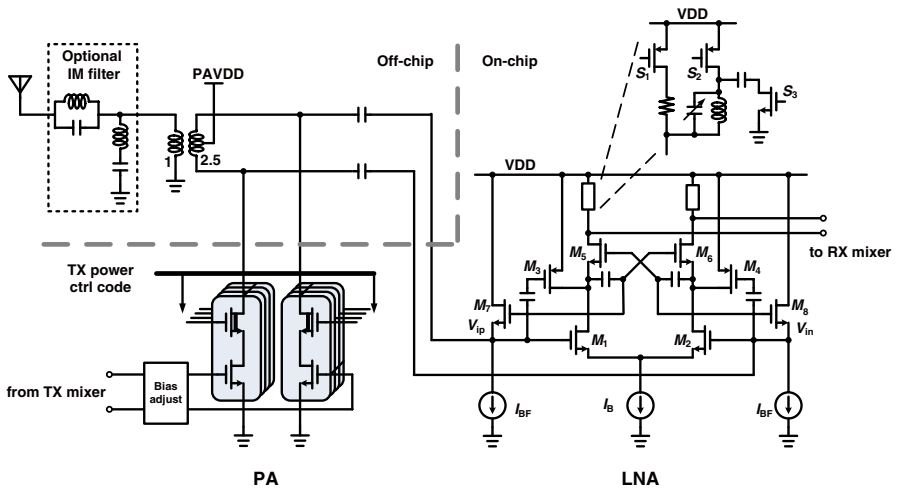 Optional
IM filter
PAVDD
Off-chip
On-chip
VDD
S1
S2
S3
1
2.5
VDD
to RX mixer
M5
M6
M3
M4
M7
M8
Vip
Vin
M1
M2
TX power
ctrl code
from TX mixer
Bias
adjust
IBF
IB
IBF
PA
LNA